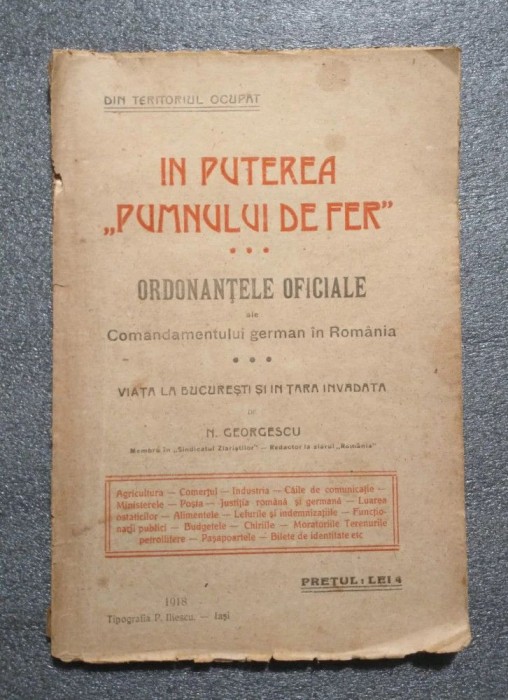 DIN TERITORIUL OCUPAT
IN PUTEREA
„PUMNULUI DE FER"
ORDONANȚELE OFICIALE
ale
Comandamentului german în România
VIAȚA LA BUCUREȘTI ȘI IN ȚARA INVADATA
DE
N. GEORGESCU
Membru în „Sindicatul Ziariștilor" — Redactor la ziarul „România"
Agricultura — Comerțul — Industria — Căile de comunicație —
Ministerele — Poșta — Justiția română și germană — Luarea
ostaticilor — Alimentele — Lefurile și indemnizațiile — Funcțio-
narii publici — Budgetele — Chiriile — Moratoriile Terenurile
petrolifere — Pașapoartele — Bilete de identitate etc
PREȚUL: LEI 4
1918
Tipografia P. Iliescu. — Iași